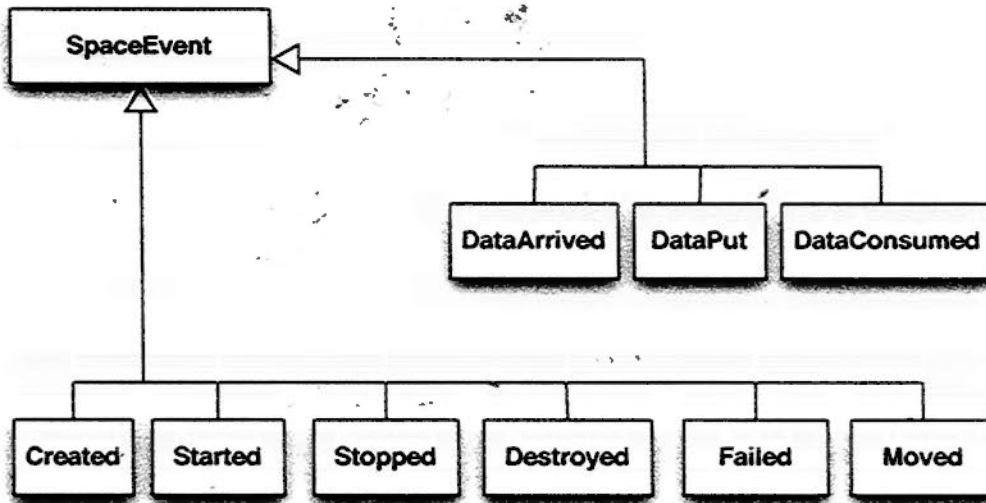 SpaceEvent
DataArrived DataPut DataConsumed
Created Started Stopped Destroyed Failed Moved